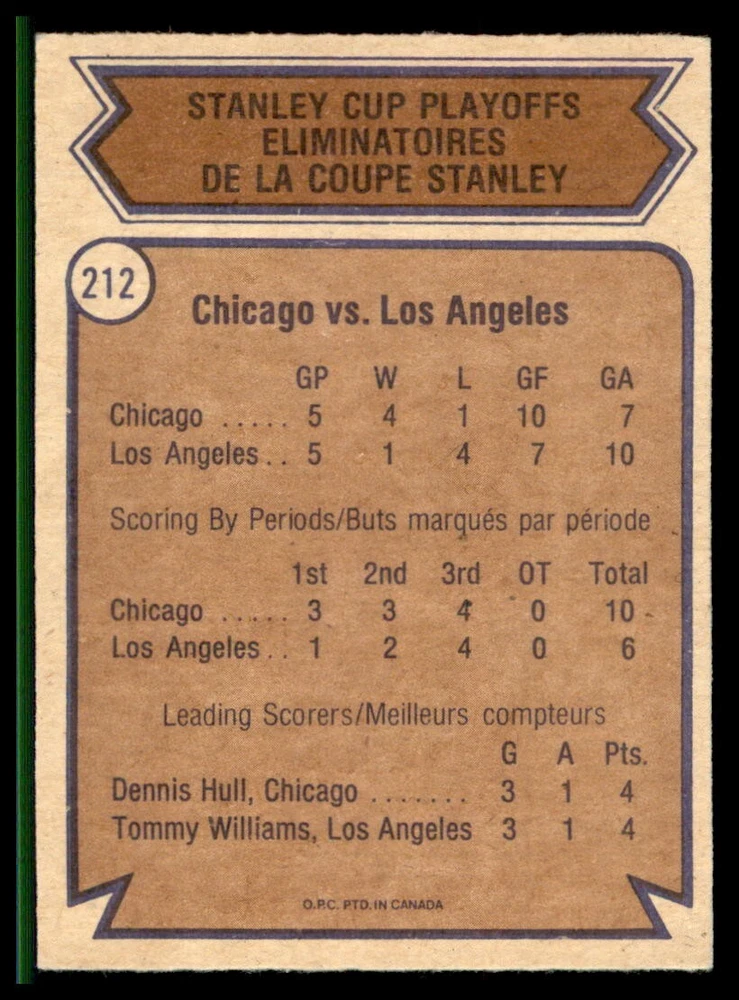 STANLEY CUP PLAYOFFS
ELIMINATOIRES
DE LA COUPE STANLEY
212
Chicago vs. Los Angeles
GP W L GF GA
Chicago ..... 5 4 1 10 7
Los Angeles.. 5 1 4 7 10
Scoring By Periods/Buts marqués par période
1st 2nd 3rd OT Total
Chicago ..... 3 3 4 0 10
Los Angeles.. 1 2 4 0 6
Leading Scorers/Meilleurs compteurs
G A Pts.
Dennis Hull, Chicago ....... 3 1 4
Tommy Williams, Los Angeles 3 1 4
O.P.C. PTD. IN CANADA